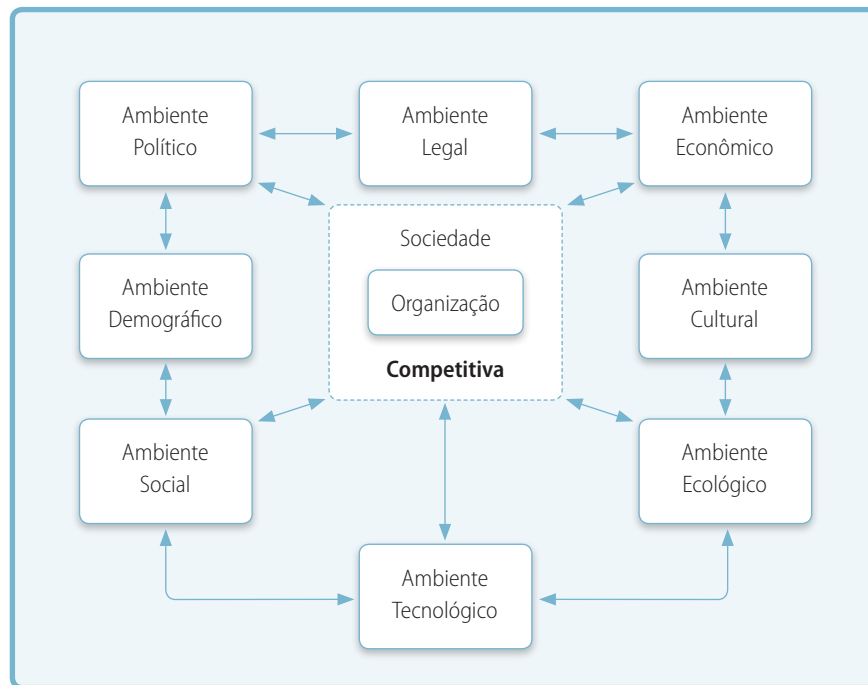 Ambiente
Político
Ambiente
Legal
Ambiente
Econômico
Sociedade
Organização
Competitiva
Ambiente
Demográfico
Ambiente
Cultural
Ambiente
Social
Ambiente
Ecológico
Ambiente
Tecnológico